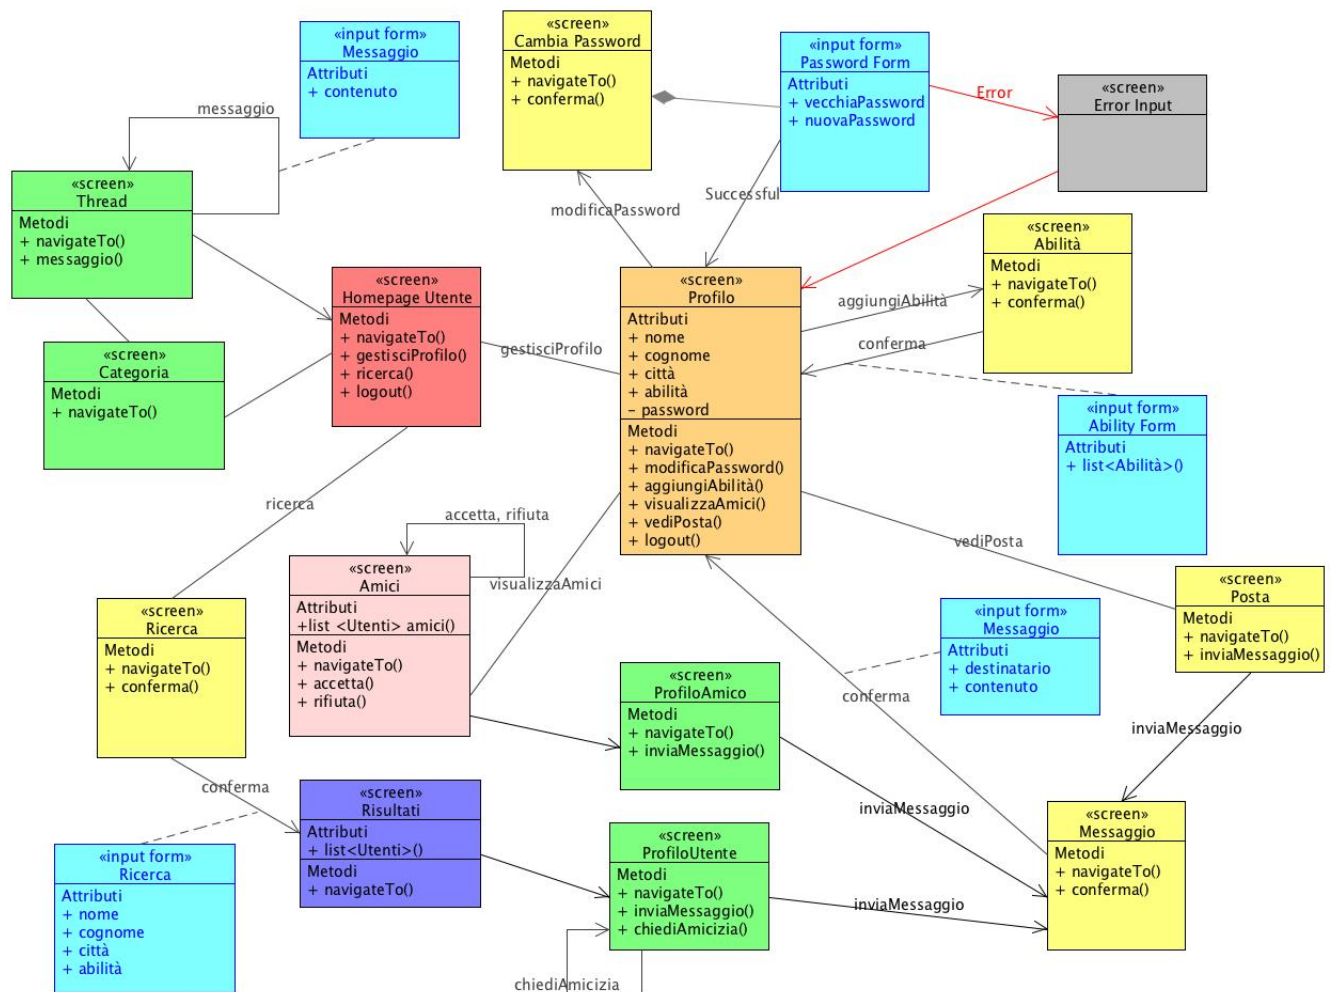 «screen»
Cambia Password
Metodi
+ navigateTo()
+ conferma()
«input form»
Messaggio
Attributi
+ contenuto
«input form»
Password Form
Attributi
+ vecchiaPassword
+ nuovaPassword
Error
«screen»
Error Input
messaggio
«screen»
Thread
Metodi
+ navigateTo()
+ messaggio()
modificaPassword
Successful
«screen»
Abilità
Metodi
+ navigateTo()
+ conferma()
«screen»
Homepage Utente
Metodi
+ navigateTo()
+ gestisciProfilo()
+ ricerca()
+ logout()
gestisciProfilo
«screen»
Profilo
Attributi
+ nome
+ cognome
+ città
+ abilità
– password
Metodi
+ navigateTo()
+ modificaPassword()
+ aggiungiAbilità()
+ visualizzaAmici()
+ vediPosta()
+ logout()
aggiungiAbilità
conferma
«screen»
Categoria
Metodi
+ navigateTo()
«input form»
Ability Form
Attributi
+ list<Abilità>()
ricerca
accetta, rifiuta
visualizzaAmici
vediPosta
«screen»
Amici
Attributi
+list <Utenti> amici()
Metodi
+ navigateTo()
+ accetta()
+ rifiuta()
«screen»
Posta
Metodi
+ navigateTo()
+ inviaMessaggio()
«screen»
Ricerca
Metodi
+ navigateTo()
+ conferma()
«input form»
Messaggio
Attributi
+ destinatario
+ contenuto
«screen»
ProfiloAmico
Metodi
+ navigateTo()
+ inviaMessaggio()
conferma
inviaMessaggio
conferma
«screen»
Risultati
Attributi
+ list<Utenti>()
Metodi
+ navigateTo()
inviaMessaggio
«screen»
Messaggio
Metodi
+ navigateTo()
+ conferma()
«screen»
ProfiloUtente
Metodi
+ navigateTo()
+ inviaMessaggio()
+ chiediAmicizia()
inviaMessaggio
«input form»
Ricerca
Attributi
+ nome
+ cognome
+ città
+ abilità
chiediAmicizia